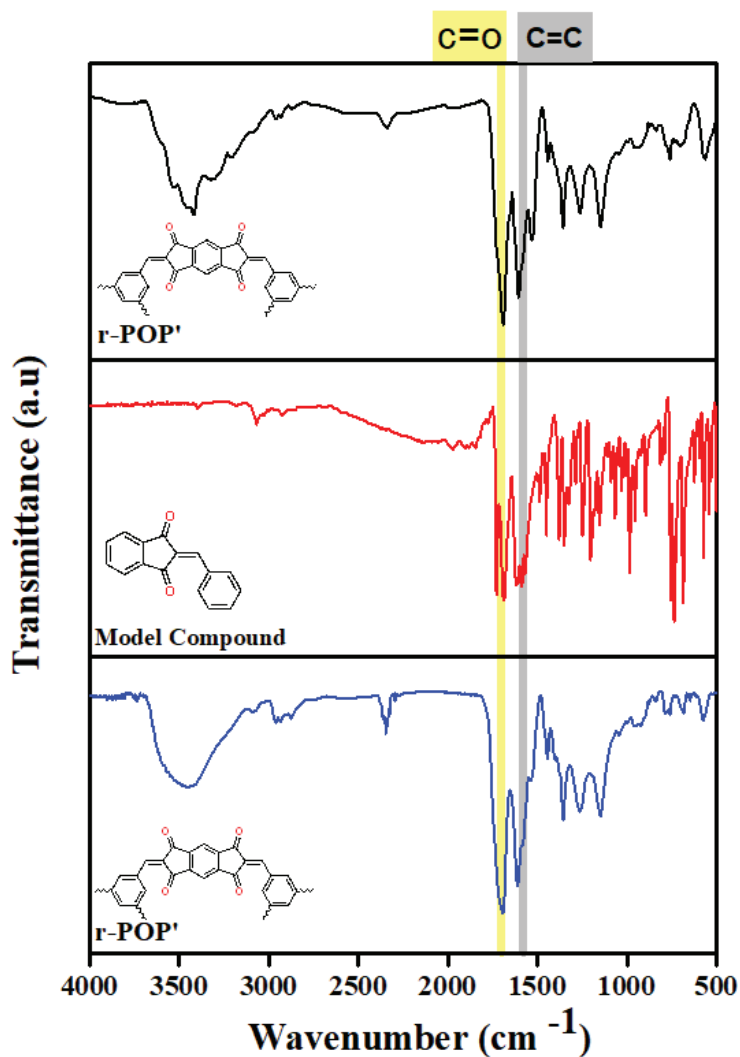 C=O C=C
O O
O O
r-POP'
O
O
Model Compound
O O
O O
r-POP'
Transmittance (a.u)
4000 3500 3000 2500 2000 1500 1000 500
Wavenumber (cm -1)